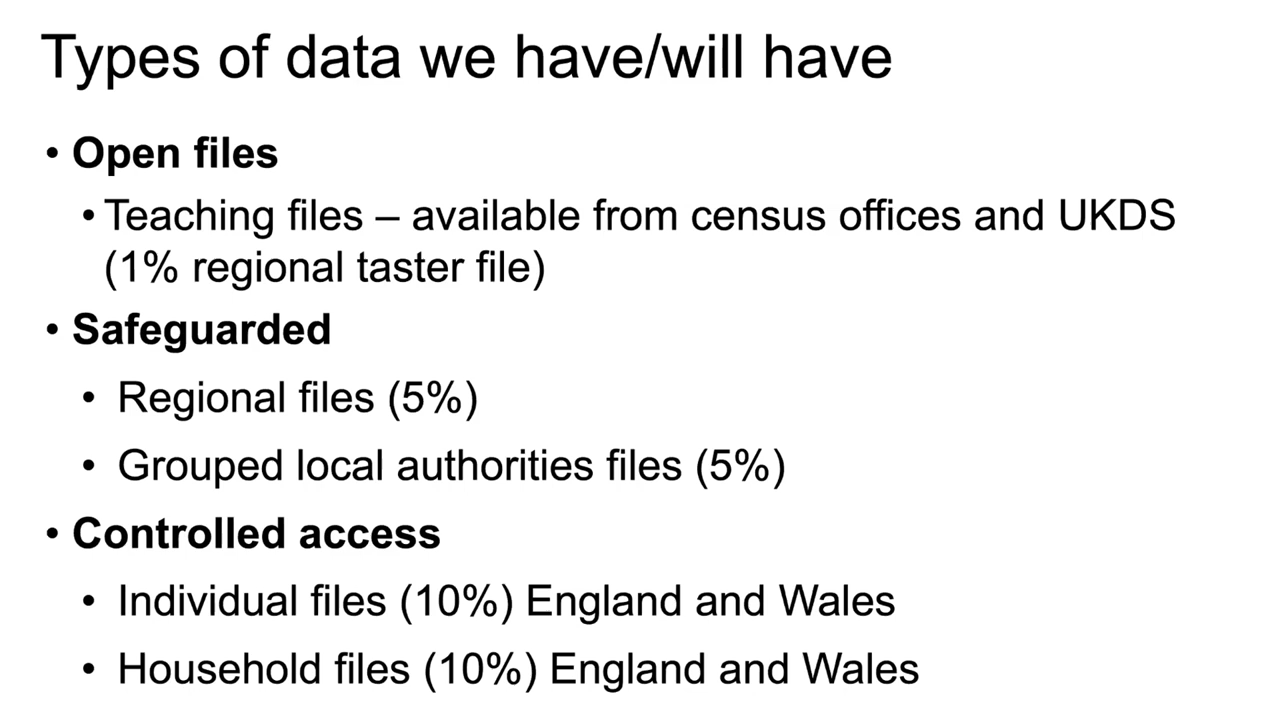 Types of data we have/will have
• Open files
• Teaching files – available from census offices and UKDS
(1% regional taster file)
• Safeguarded
• Regional files (5%)
• Grouped local authorities files (5%)
• Controlled access
• Individual files (10%) England and Wales
• Household files (10%) England and Wales